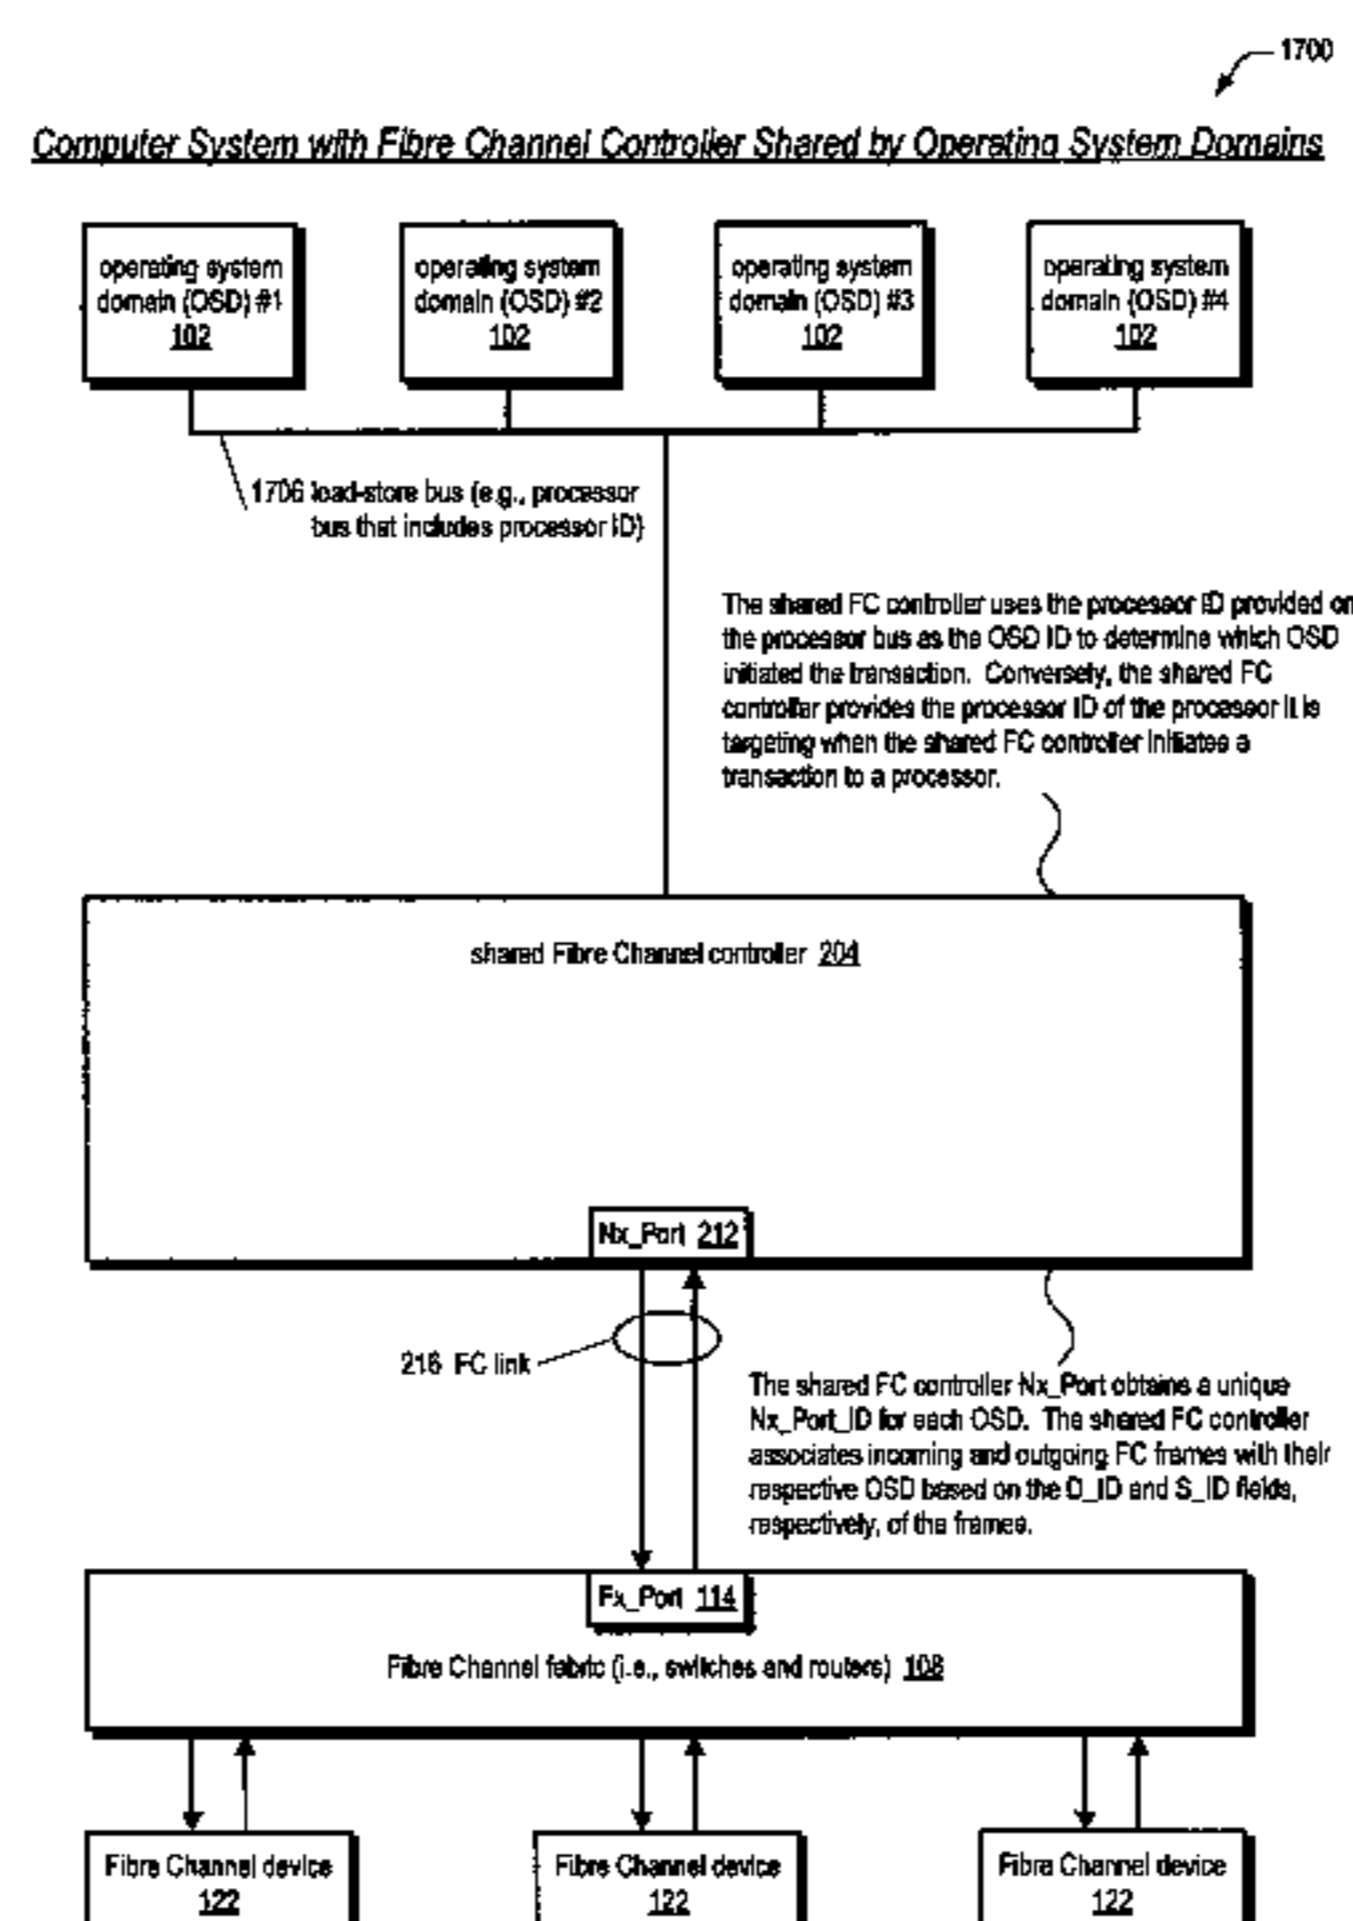 1700
Computer System with Fibre Channel Controller Shared by Operating System Domains
operating system
domain (OSD) #1
102
operating system
domain (OSD) #2
102
operating system
domain (OSD) #3
102
operating system
domain (OSD) #4
102
1706 load-store bus (e.g., processor
bus that includes processor ID)
The shared FC controller uses the processor ID provided on
the processor bus as the OSD ID to determine which OSD
initiated the transaction. Conversely, the shared FC
controller provides the processor ID of the processor it is
targeting when the shared FC controller initiates a
transaction to a processor.
shared Fibre Channel controller 204
Nx_Port 212
216 FC link
The shared FC controller Nx_Port obtains a unique
Nx_Port_ID for each OSD. The shared FC controller
associates incoming and outgoing FC frames with their
respective OSD based on the D_ID and S_ID fields,
respectively, of the frames.
Fx_Port 114
Fibre Channel fabric (i.e., switches and routers) 108
Fibre Channel device
122
Fibre Channel device
122
Fibre Channel device
122